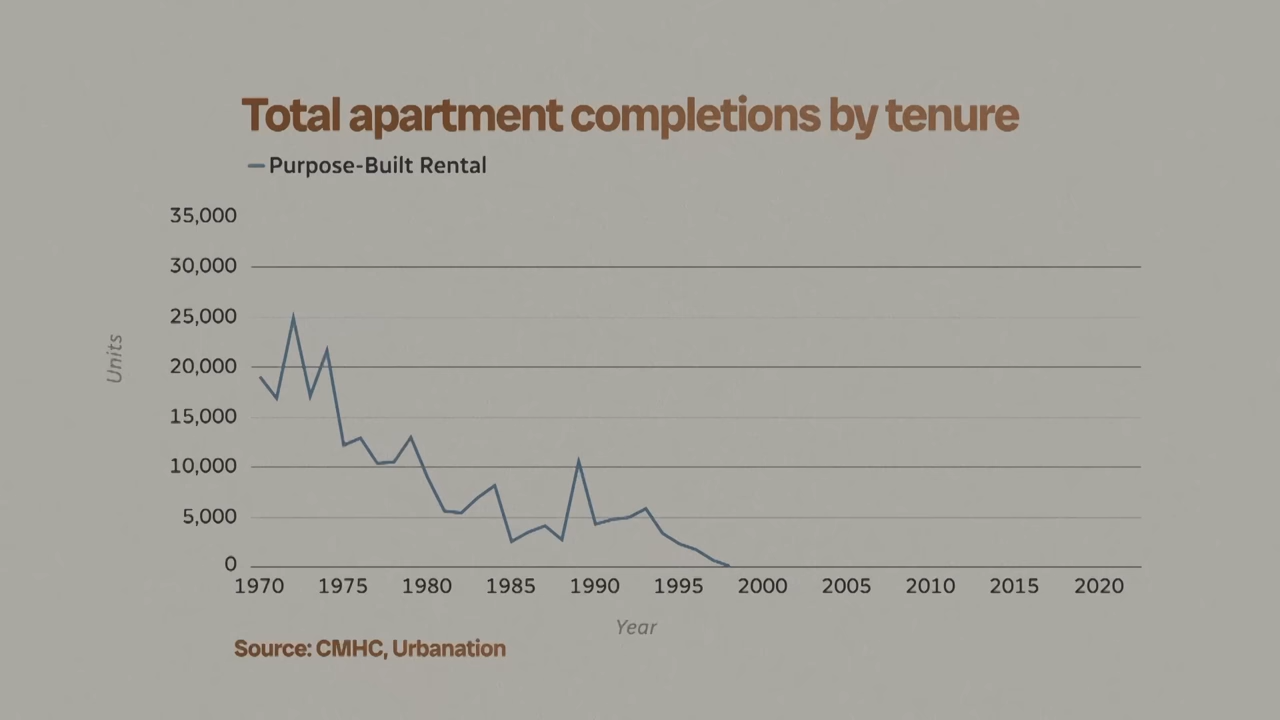 Total apartment completions by tenure
Purpose-Built Rental
35,000
30,000
25,000
20,000
15,000
10,000
5,000
0
Units
1970 1975 1980 1985 1990 1995 2000 2005 2010 2015 2020
Year
Source: CMHC, Urbanation